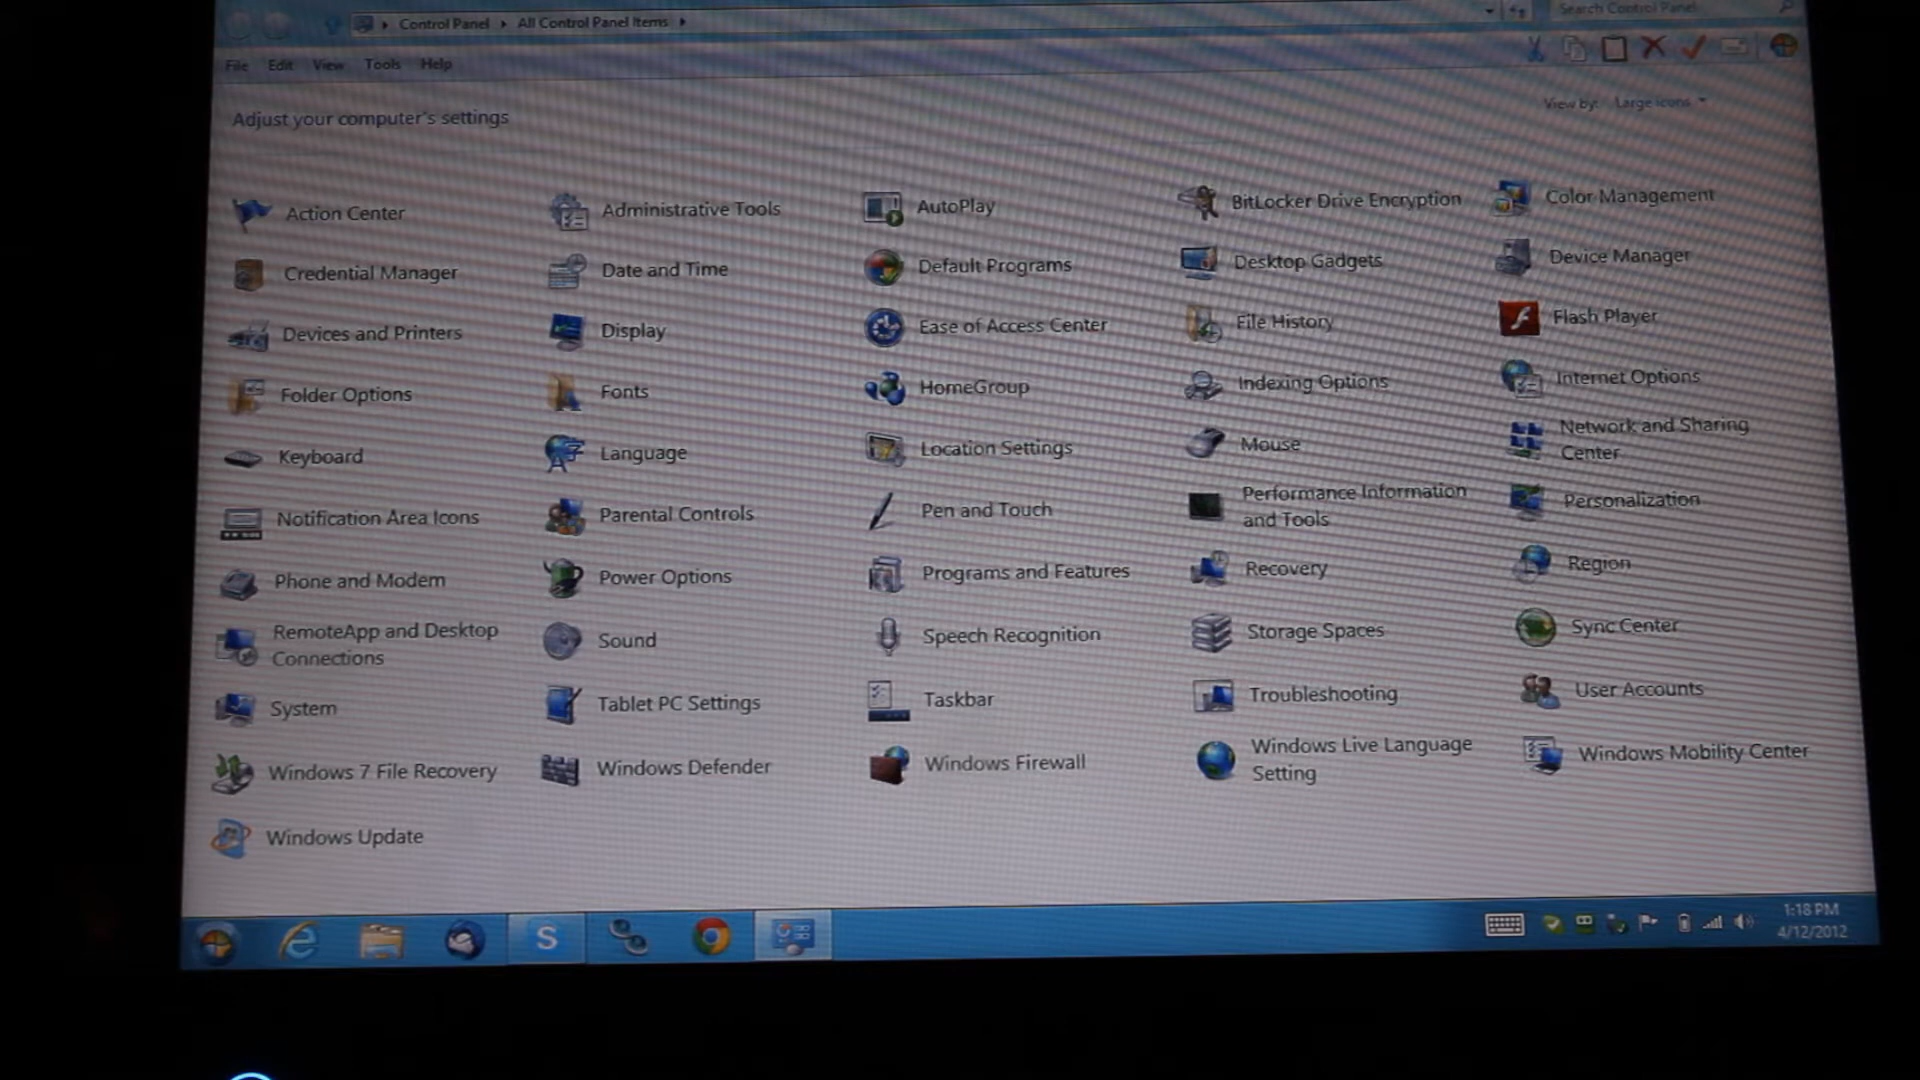 Control Panel All Control Panel Items Search Control Panel
File Edit View Tools Help
Adjust your computer's settings View by: Large icons
Action Center Administrative Tools AutoPlay BitLocker Drive Encryption Color Management
Credential Manager Date and Time Default Programs Desktop Gadgets Device Manager
Devices and Printers Display Ease of Access Center File History Flash Player
Folder Options Fonts HomeGroup Indexing Options Internet Options
Keyboard Language Location Settings Mouse Network and Sharing
Center
Notification Area Icons Parental Controls Pen and Touch Performance Information Personalization
and Tools
Phone and Modem Power Options Programs and Features Recovery Region
RemoteApp and Desktop Sound Speech Recognition Storage Spaces Sync Center
Connections
System Tablet PC Settings Taskbar Troubleshooting User Accounts
Windows 7 File Recovery Windows Defender Windows Firewall Windows Live Language Windows Mobility Center
Setting
Windows Update
S
1:18 PM
4/12/2012